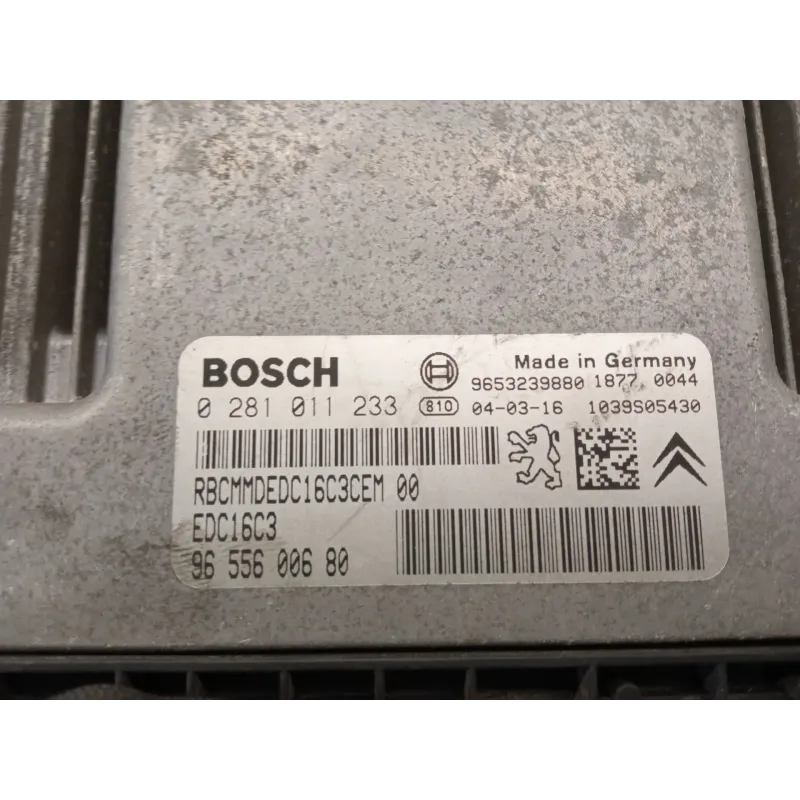 BOSCH
Made in Germany
9653239880 1877 0044
0 281 011 233
810 04-03-16 1039S05430
RBCMMDEDC16C3CEM 00
EDC16C3
96 556 006 80